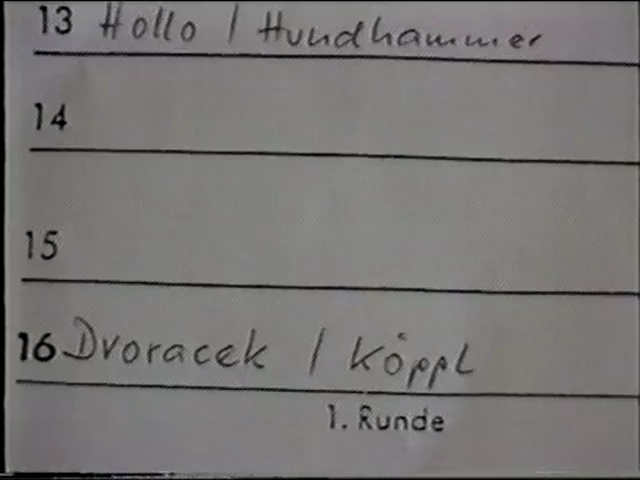 13 Hollo / Hundhammer
14
15
16 Dvoracek / Köppl
1. Runde